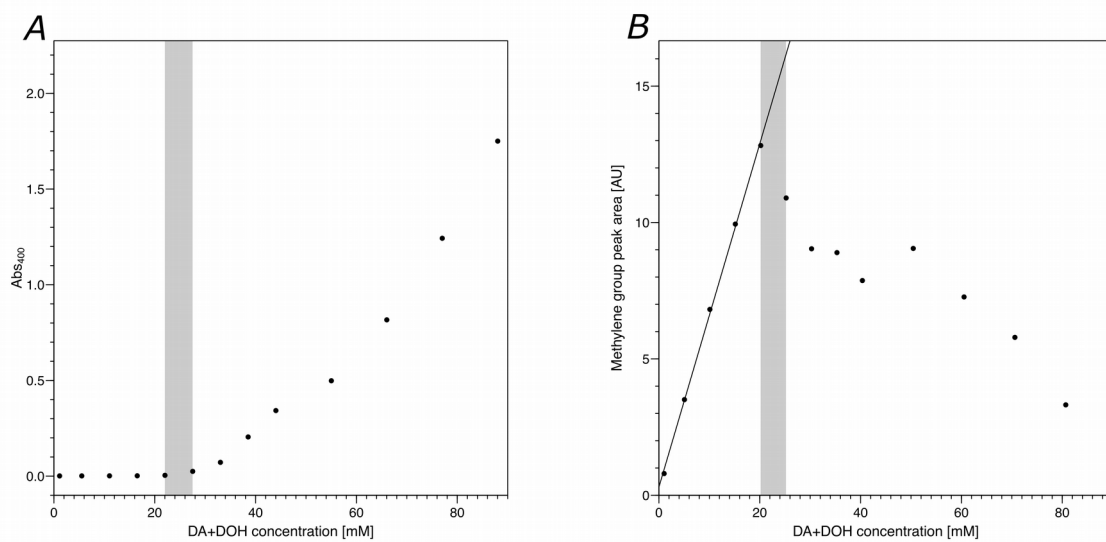 A
2.0
1.5
1.0
0.5
0.0
Abs₄₀₀
0 20 40 60 80
DA+DOH concentration [mM]
B
15
10
5
0
Methylene group peak area [AU]
0 20 40 60 80
DA+DOH concentration [mM]